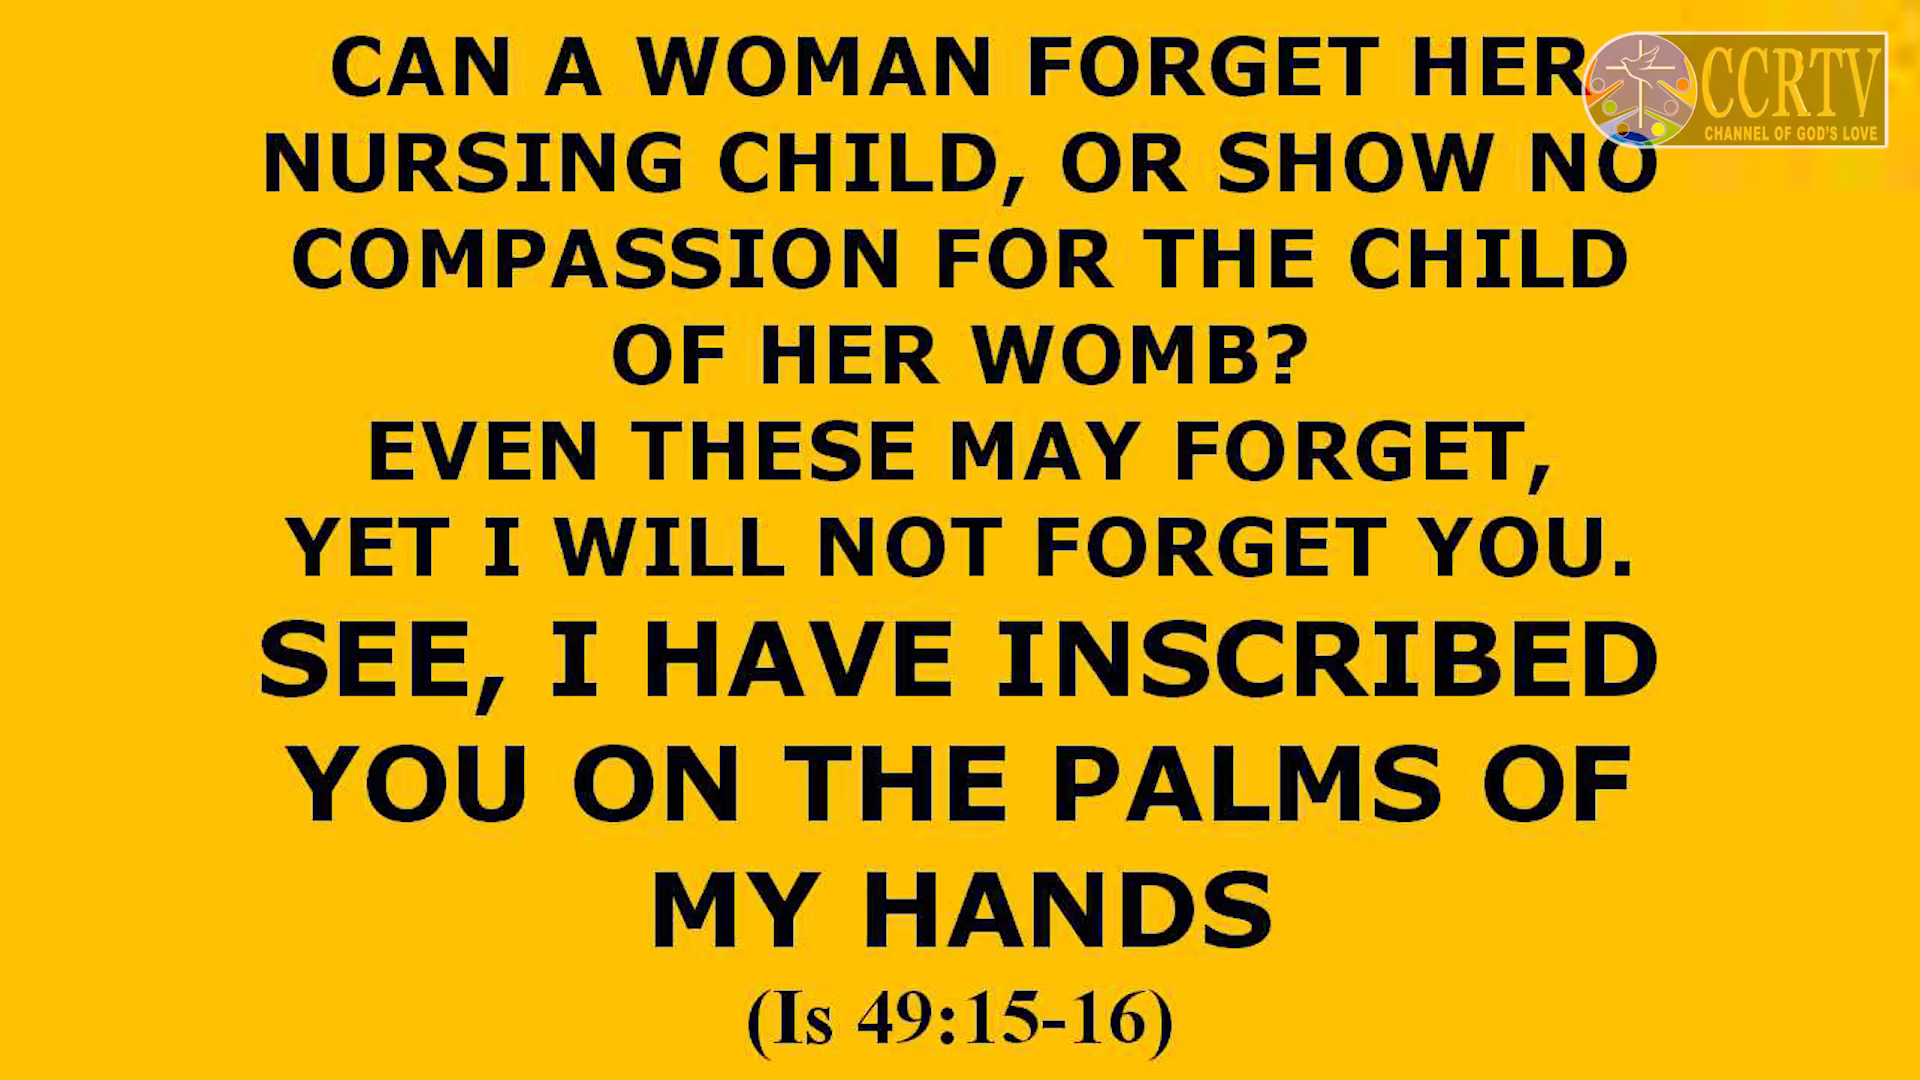 CAN A WOMAN FORGET HER
NURSING CHILD, OR SHOW NO
COMPASSION FOR THE CHILD
OF HER WOMB?
EVEN THESE MAY FORGET,
YET I WILL NOT FORGET YOU.
SEE, I HAVE INSCRIBED
YOU ON THE PALMS OF
MY HANDS
(Is 49:15-16)
CCRTV
CHANNEL OF GOD'S LOVE